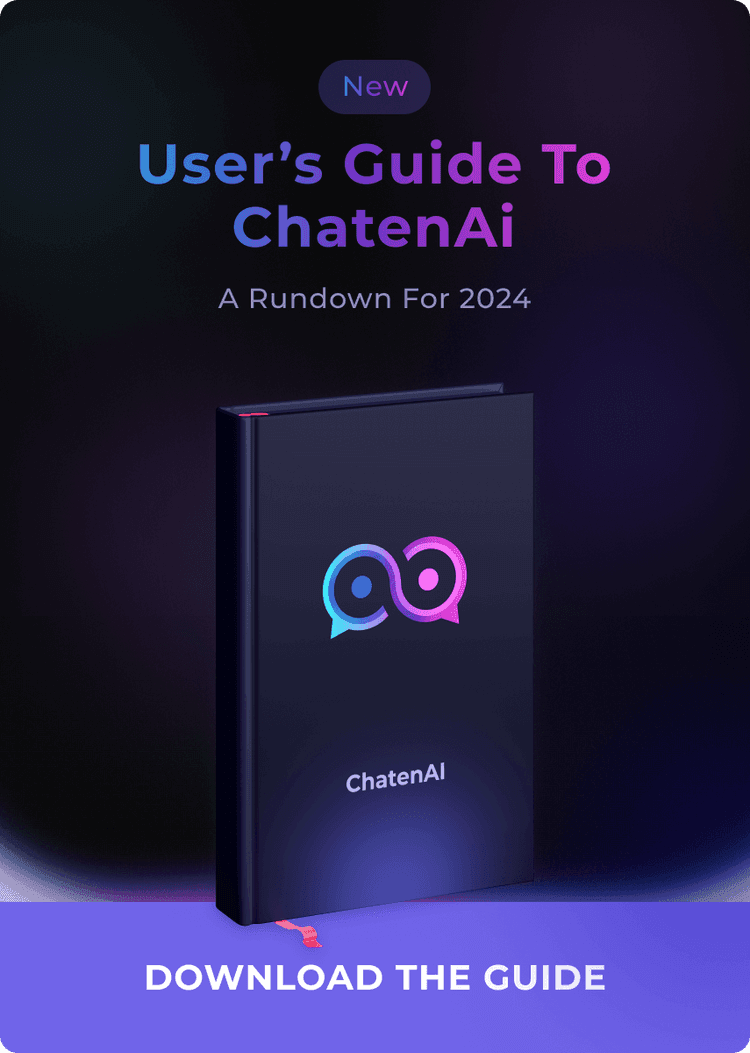 New
User’s Guide To
ChatenAi
A Rundown For 2024
ChatenAI
DOWNLOAD THE GUIDE